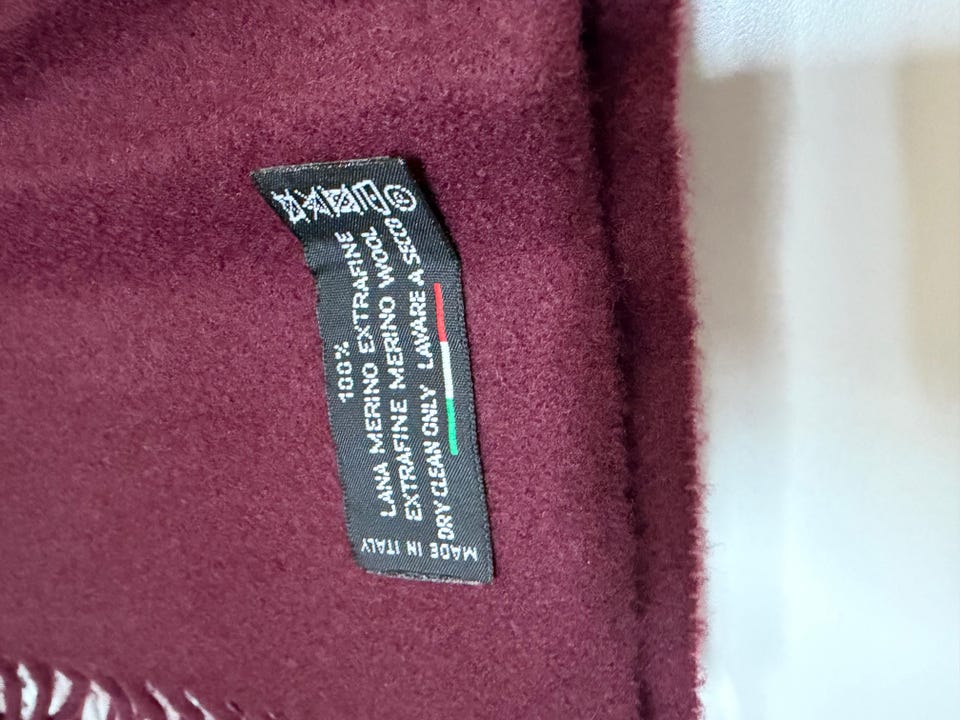 100%
LANA MERINO EXTRAFINE
EXTRAFINE MERINO WOOL
DRY CLEAN ONLY LAVARE A SECCO
MADE IN ITALY